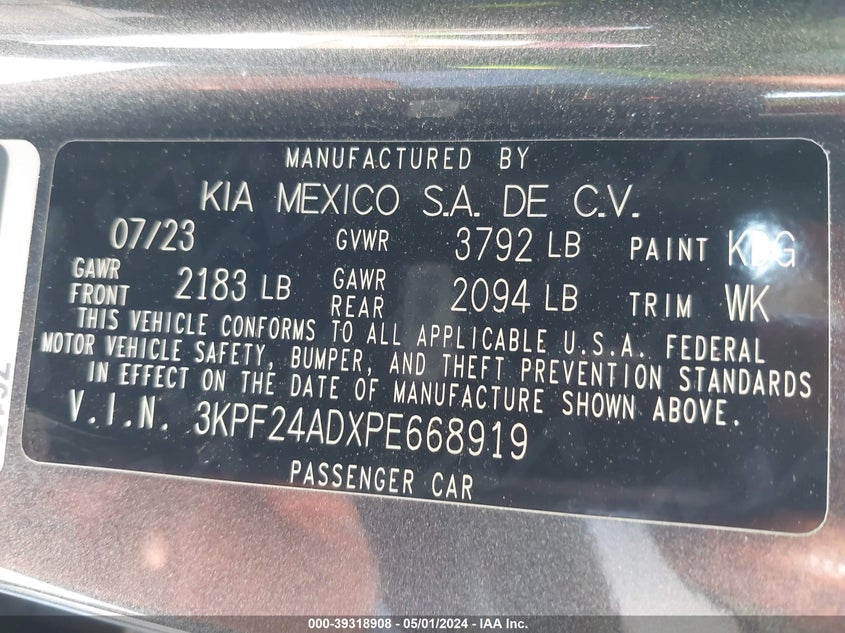 MANUFACTURED BY
KIA MEXICO S.A. DE C.V.
07/23 GVWR 3792 LB PAINT KDG
GAWR FRONT 2183 LB GAWR REAR 2094 LB TRIM WK
THIS VEHICLE CONFORMS TO ALL APPLICABLE U.S.A. FEDERAL
MOTOR VEHICLE SAFETY, BUMPER, AND THEFT PREVENTION STANDARDS
IN EFFECT ON THE DATE OF MANUFACTURE SHOWN ABOVE.
V.I.N. 3KPF24ADXPE668919
PASSENGER CAR
000-39318908 - 05/01/2024 - IAA Inc.